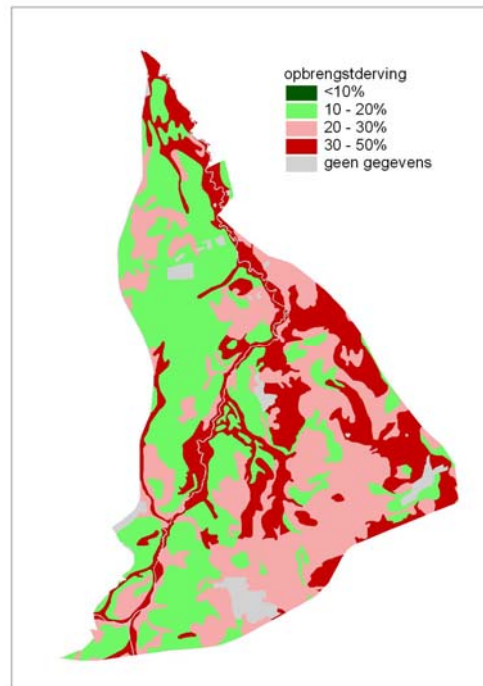 opbrengstderving
<10%
10 - 20%
20 - 30%
30 - 50%
geen gegevens